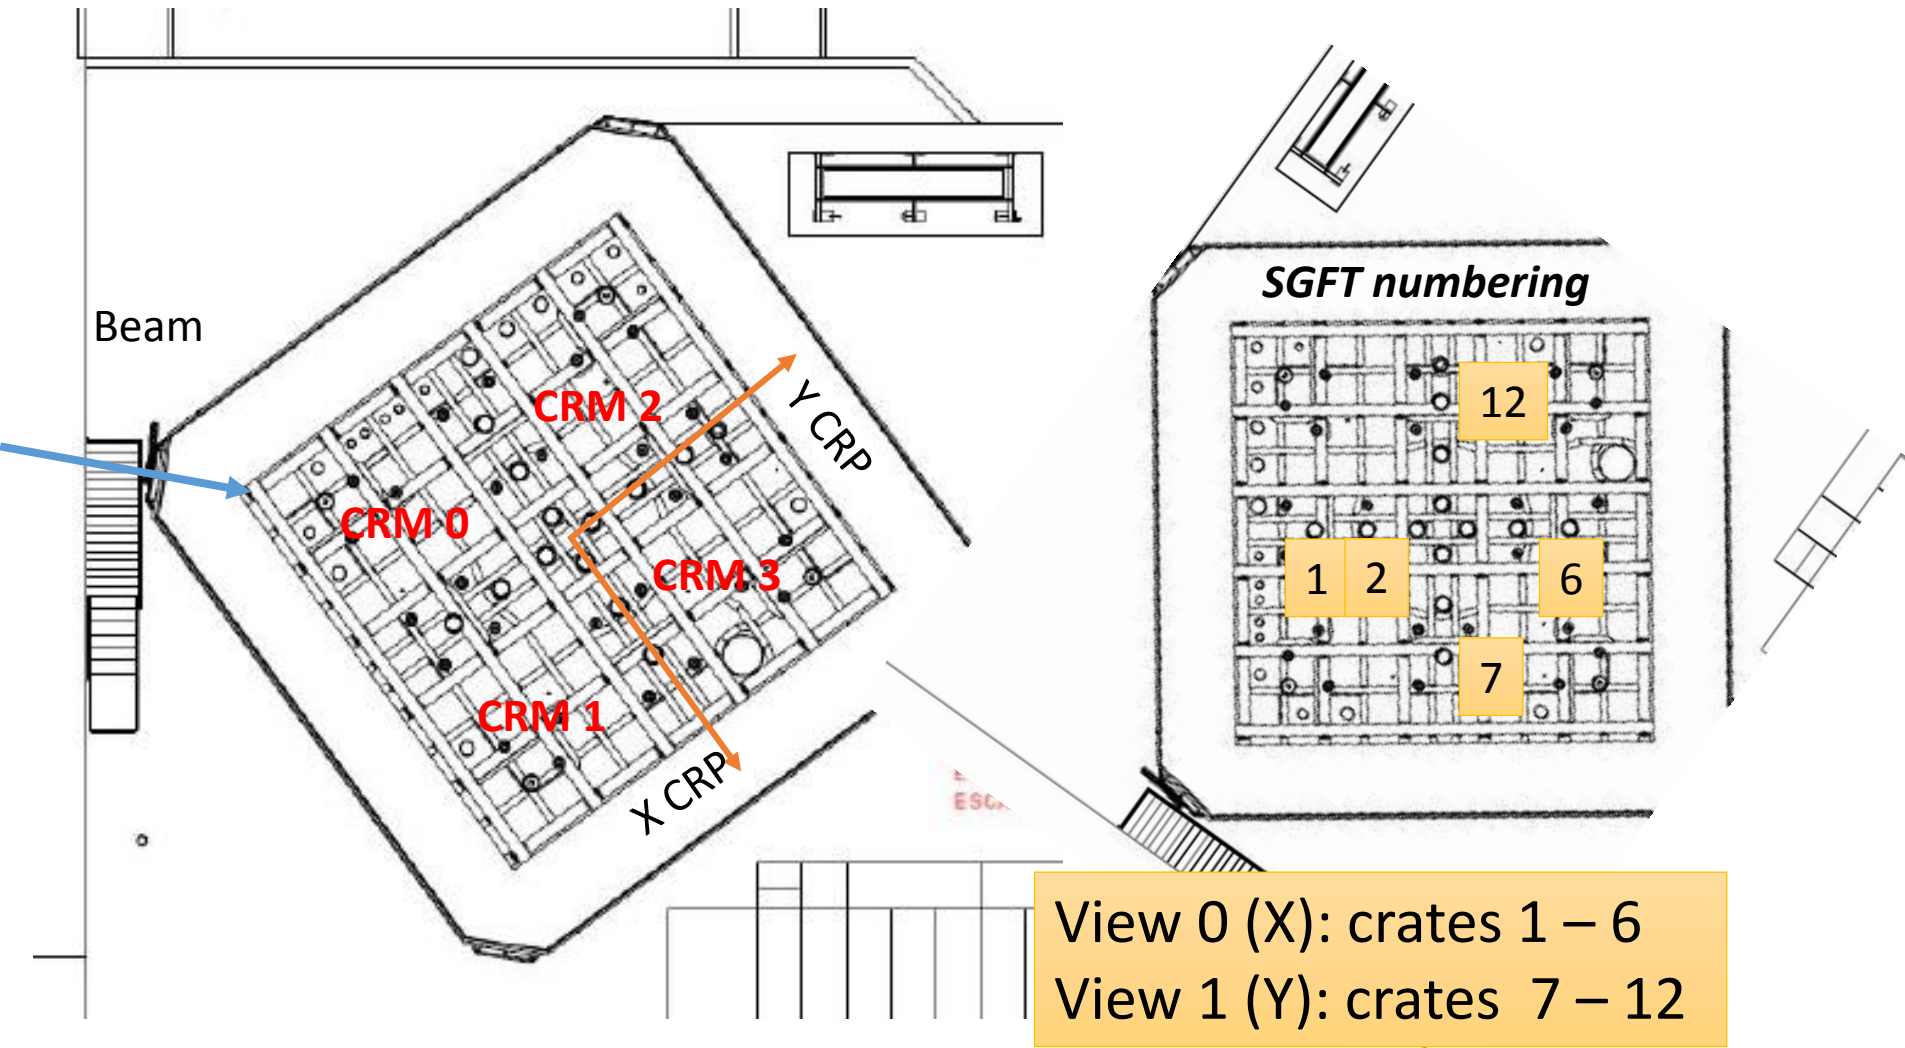 Beam
CRM 0
CRM 1
CRM 2
CRM 3
Y CRP
X CRP
SGFT numbering
12
1
2
6
7
View 0 (X): crates 1 – 6
View 1 (Y): crates 7 – 12